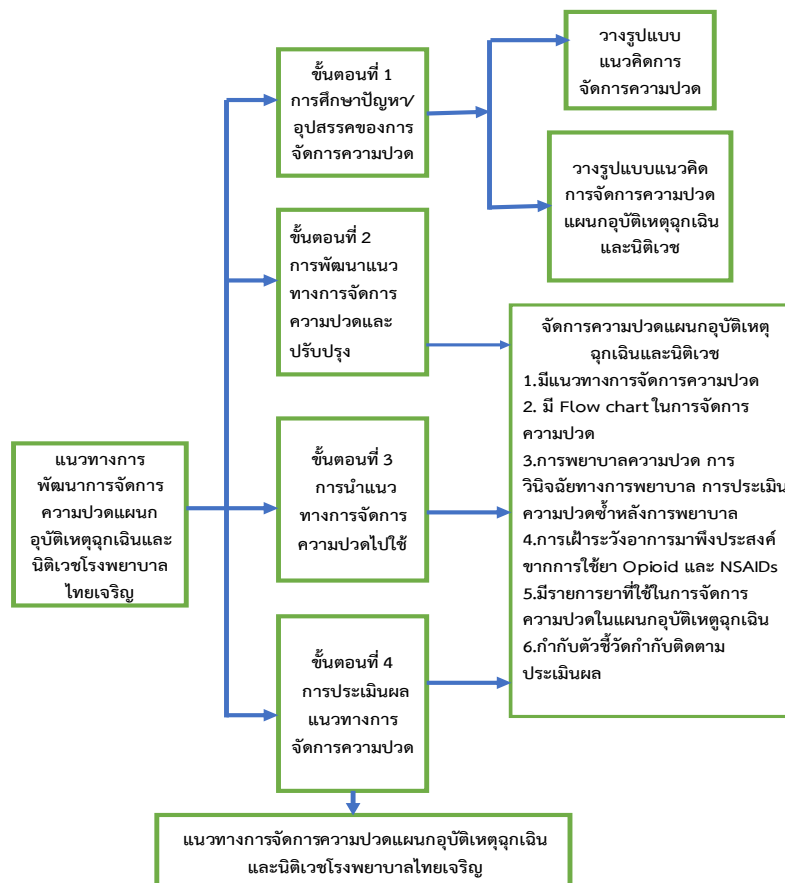 แนวทางการ
พัฒนาการจัดการ
ความปวดแผนก
อุบัติเหตุฉุกเฉินและ
นิติเวชโรงพยาบาล
ไทยเจริญ
ขั้นตอนที่ 1
การศึกษาปัญหา/
อุปสรรคของการ
จัดการความปวด
วางรูปแบบ
แนวคิดการ
จัดการความปวด
วางรูปแบบแนวคิด
การจัดการความปวด
แผนกอุบัติเหตุฉุกเฉิน
และนิติเวช
ขั้นตอนที่ 2
การพัฒนาแนว
ทางการจัดการ
ความปวดและ
ปรับปรุง
ขั้นตอนที่ 3
การนำแนว
ทางการจัดการ
ความปวดไปใช้
ขั้นตอนที่ 4
การประเมินผล
แนวทางการ
จัดการความปวด
จัดการความปวดแผนกอุบัติเหตุ
ฉุกเฉินและนิติเวช
1.มีแนวทางการจัดการความปวด
2. มี Flow chart ในการจัดการ
ความปวด
3.การพยาบาลความปวด การ
วินิจฉัยทางการพยาบาล การประเมิน
ความปวดซ้ำหลังการพยาบาล
4.การเฝ้าระวังอาการมาพึงประสงค์
ขากการใช้ยา Opioid และ NSAIDs
5.มีรายการยาที่ใช้ในการจัดการ
ความปวดในแผนกอุบัติเหตูฉุกเฉิน
6.กำกับตัวชี้วัดกำกับติดตาม
ประเมินผล
แนวทางการจัดการความปวดแผนกอุบัติเหตุฉุกเฉิน
และนิติเวชโรงพยาบาลไทยเจริญ